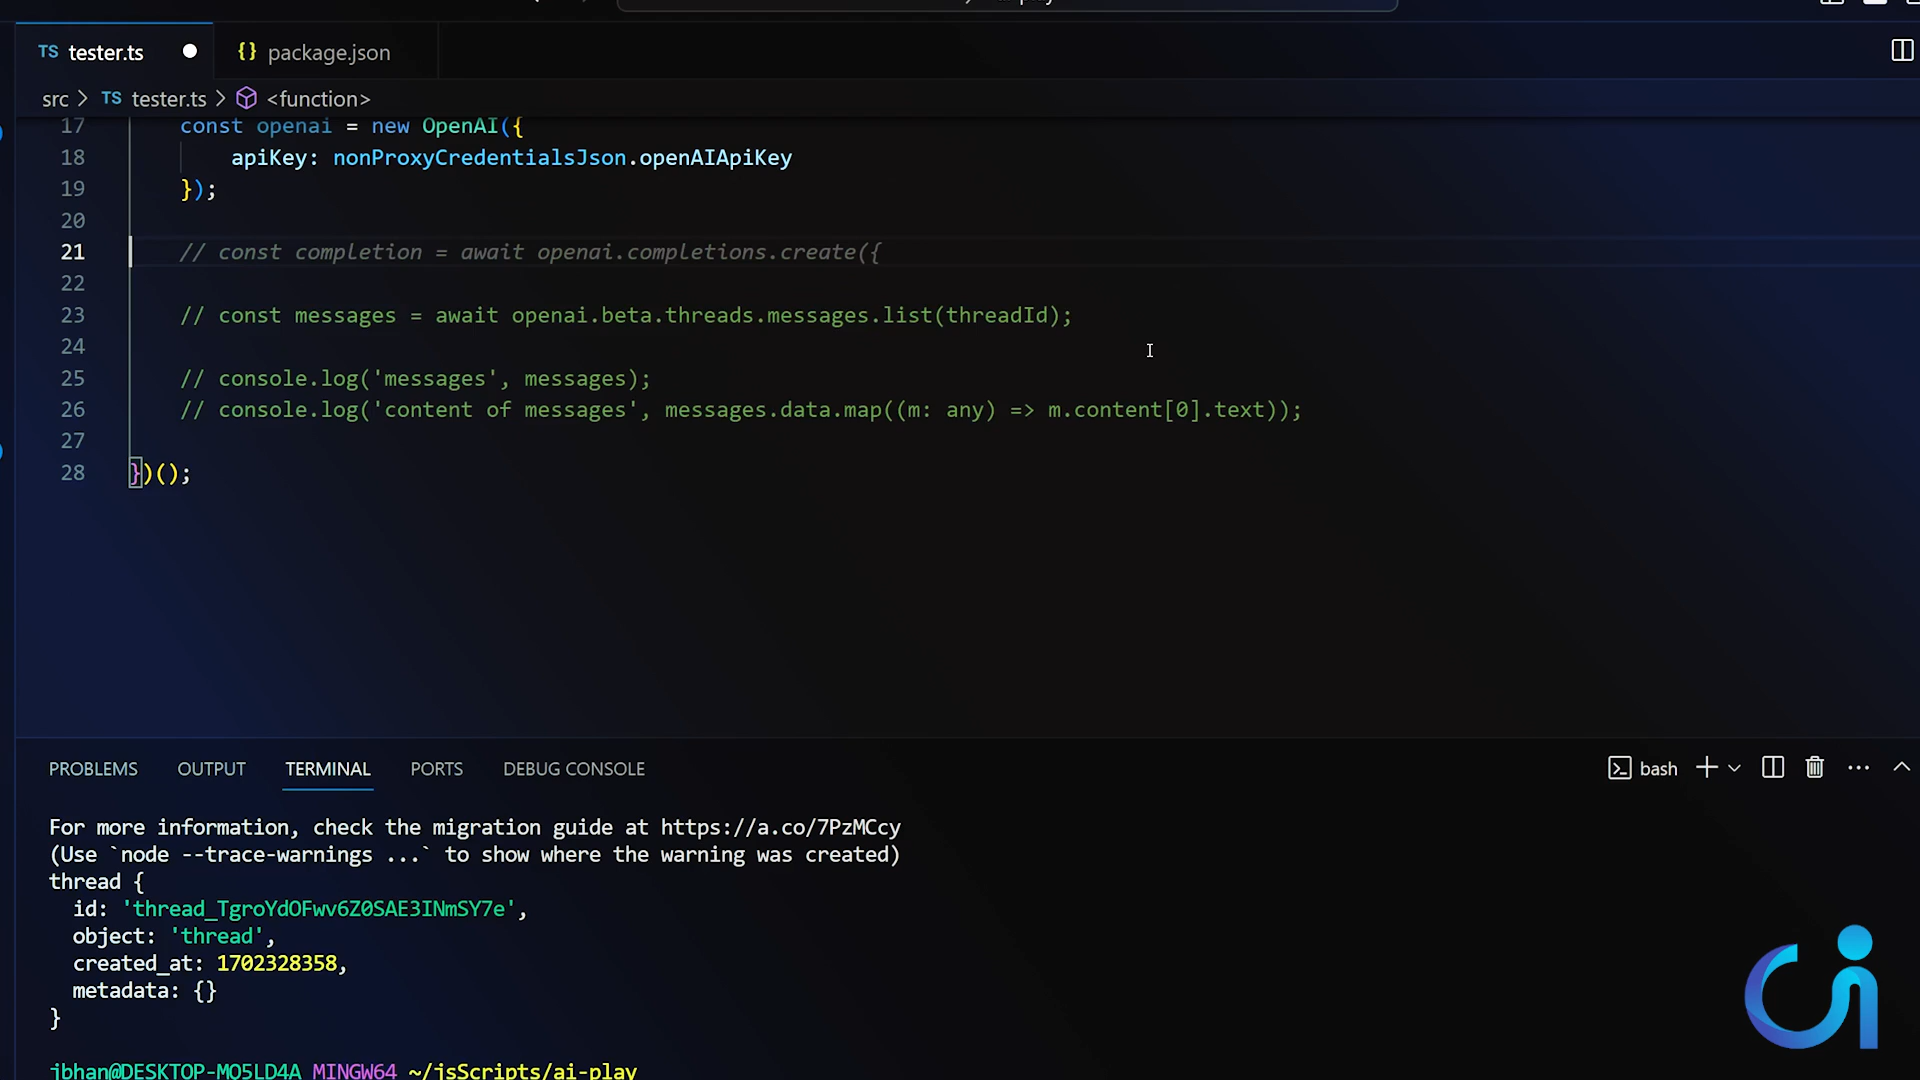 TS tester.ts
{} package.json
src > TS tester.ts > <function>
17 const openai = new OpenAI({
18 apiKey: nonProxyCredentialsJson.openAIApiKey
19 });
20
21 // const completion = await openai.completions.create({
22
23 // const messages = await openai.beta.threads.messages.list(threadId);
24
25 // console.log('messages', messages);
26 // console.log('content of messages', messages.data.map((m: any) => m.content[0].text));
27
28 })();
PROBLEMS OUTPUT TERMINAL PORTS DEBUG CONSOLE
bash
For more information, check the migration guide at https://a.co/7PzMCcy
(Use `node --trace-warnings ...` to show where the warning was created)
thread {
id: 'thread_TgroYdOFwv6Z0SAE3INmSY7e',
object: 'thread',
created_at: 1702328358,
metadata: {}
}
jbhan@DESKTOP-MQ5LD4A MINGW64 ~/jsScripts/ai-play